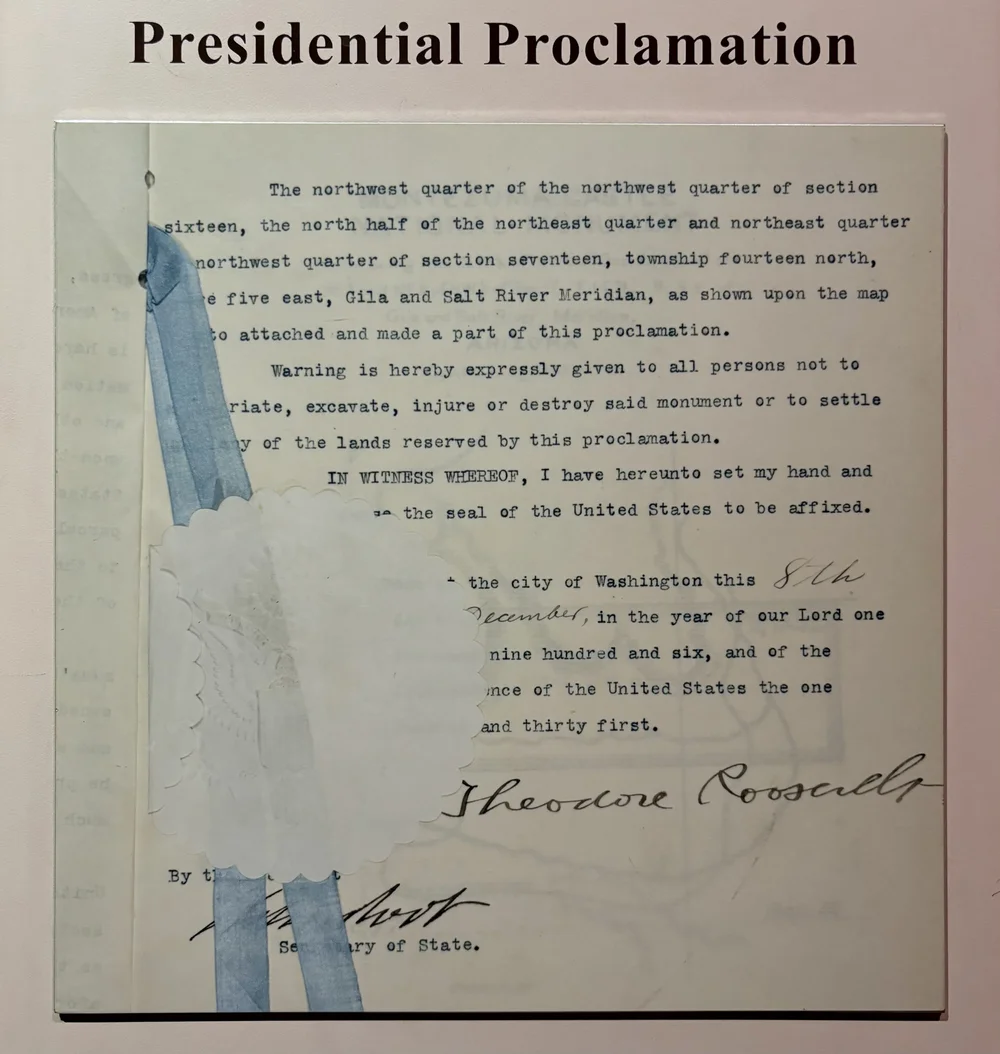 Presidential Proclamation
The northwest quarter of the northwest quarter of section
sixteen, the north half of the northeast quarter and northeast quarter
northwest quarter of section seventeen, township fourteen north,
e five east, Gila and Salt River Meridian, as shown upon the map
to attached and made a part of this proclamation.
Warning is hereby expressly given to all persons not to
riate, excavate, injure or destroy said monument or to settle
ny of the lands reserved by this proclamation.
IN WITNESS WHEREOF, I have hereunto set my hand and
the seal of the United States to be affixed.
the city of Washington this 8th
December, in the year of our Lord one
nine hundred and six, and of the
nce of the United States the one
and thirty first.
Theodore Roosevelt
By th t
Root
Se ary of State.